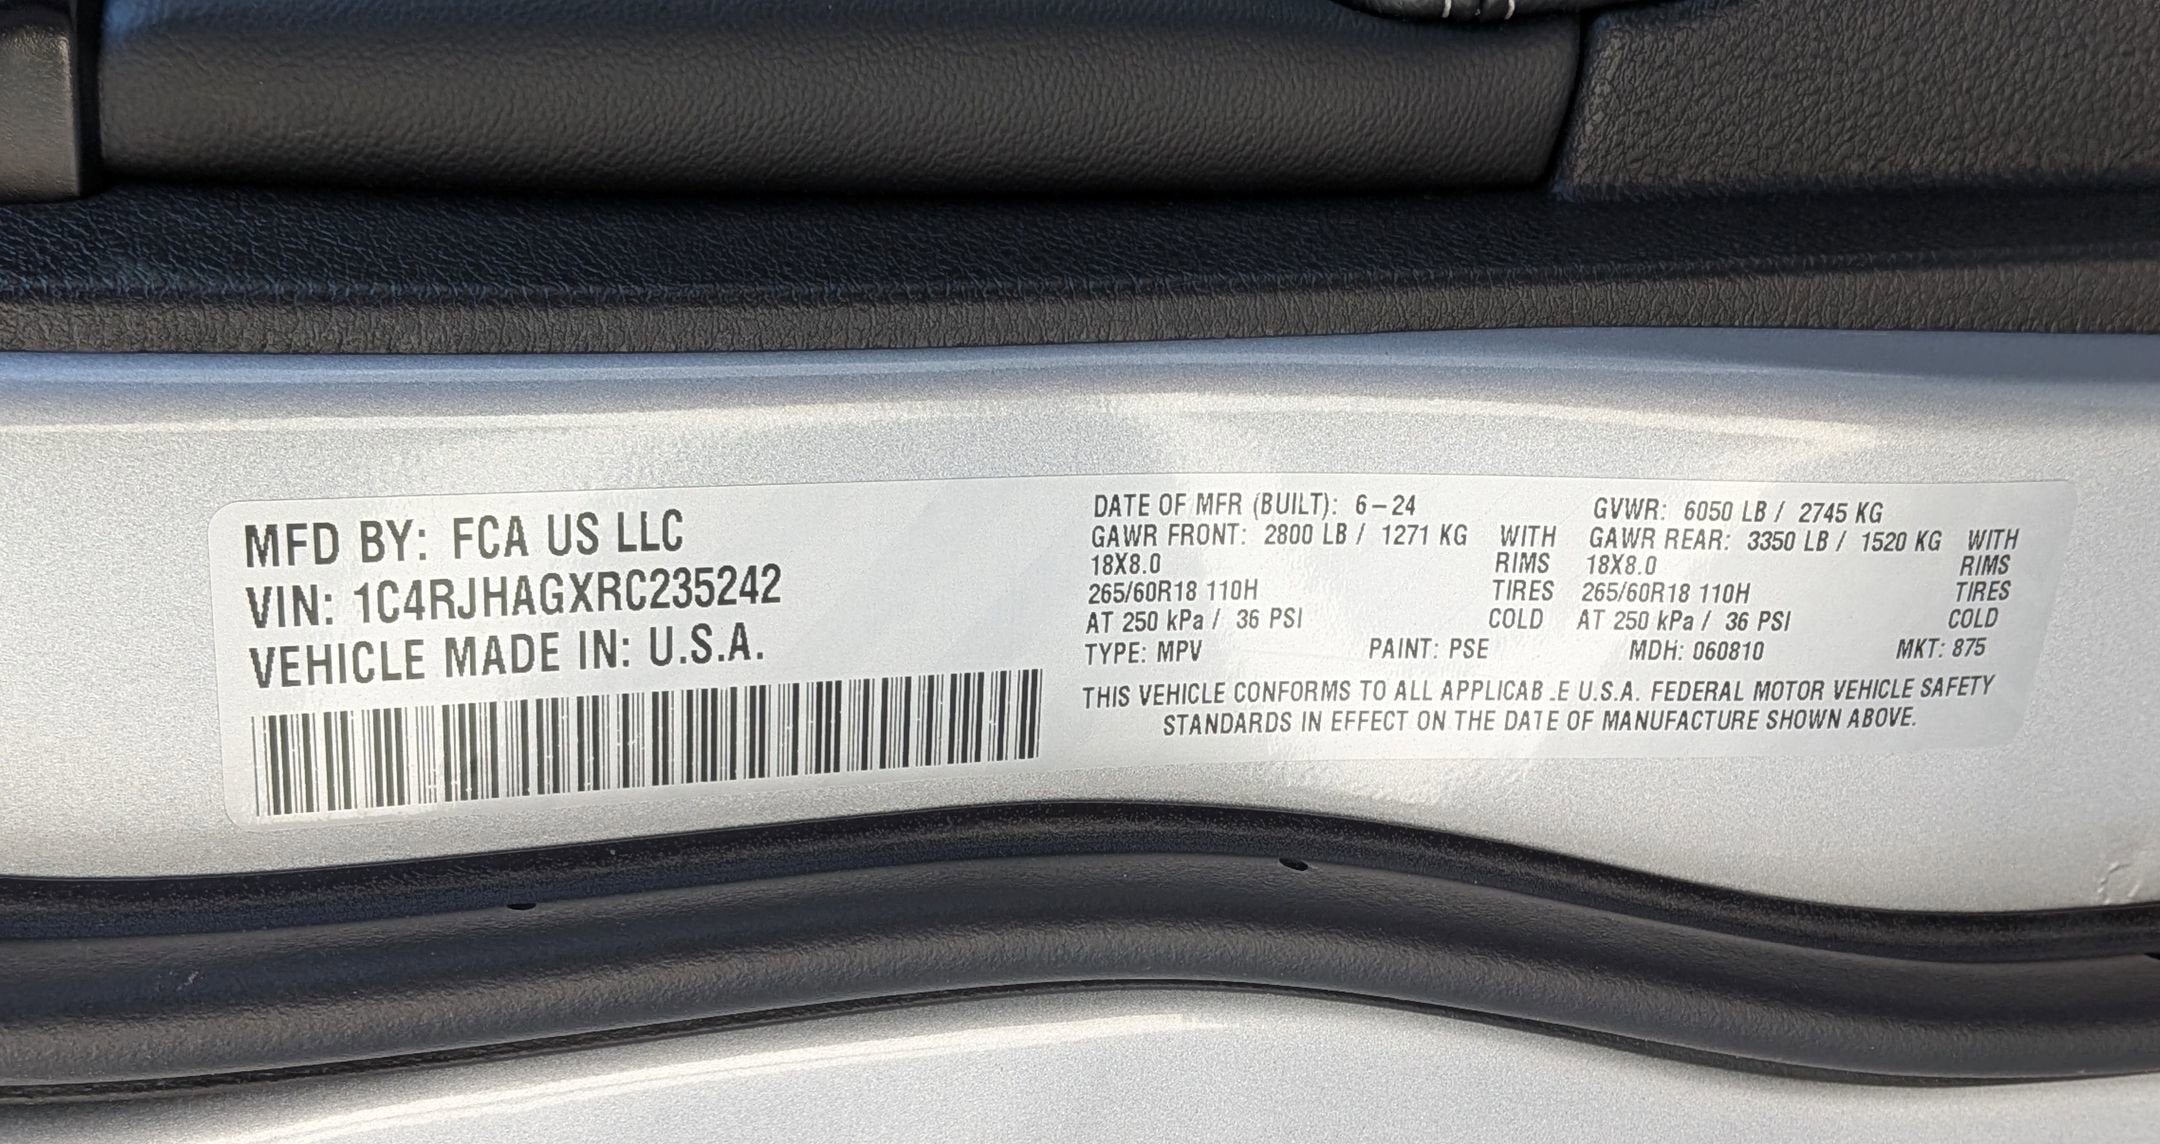 MFD BY: FCA US LLC
VIN: 1C4RJHAGXRC235242
VEHICLE MADE IN: U.S.A.
DATE OF MFR (BUILT): 6-24 GVWR: 6050 LB / 2745 KG
GAWR FRONT: 2800 LB / 1271 KG WITH GAWR REAR: 3350 LB / 1520 KG WITH
18X8.0 RIMS 18X8.0 RIMS
265/60R18 110H TIRES 265/60R18 110H TIRES
AT 250 kPa / 36 PSI COLD AT 250 kPa / 36 PSI COLD
TYPE: MPV PAINT: PSE MDH: 060810 MKT: 875
THIS VEHICLE CONFORMS TO ALL APPLICABLE U.S.A. FEDERAL MOTOR VEHICLE SAFETY
STANDARDS IN EFFECT ON THE DATE OF MANUFACTURE SHOWN ABOVE.